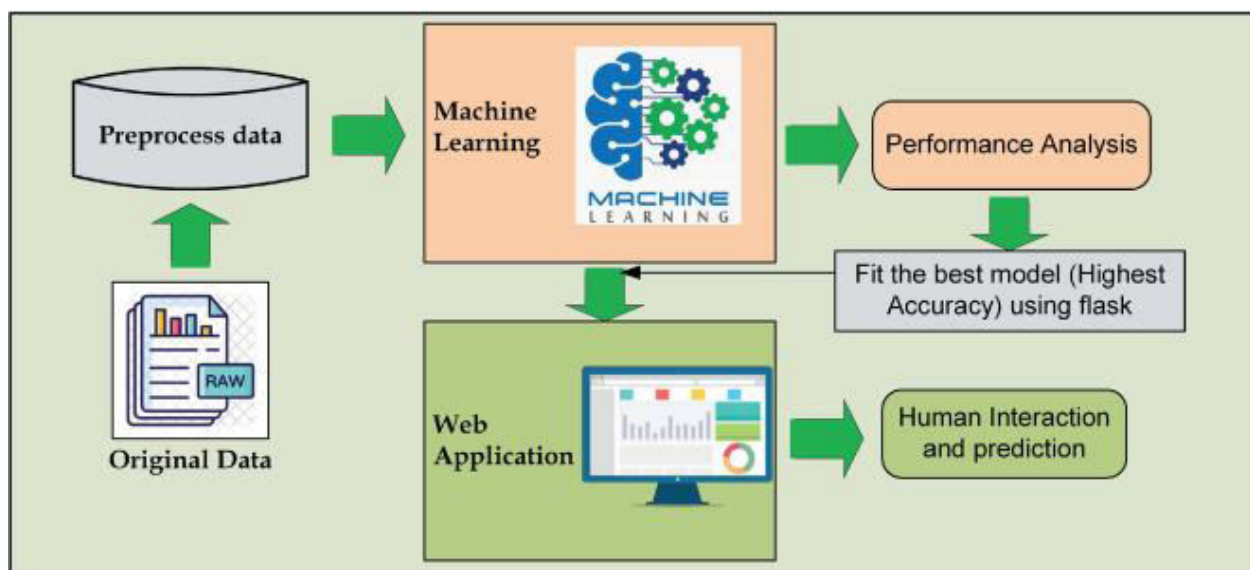 Preprocess data
Machine
Learning
MACHINE
LEARNING
Performance Analysis
Fit the best model (Highest
Accuracy) using flask
RAW
Original Data
Web
Application
Human Interaction
and prediction